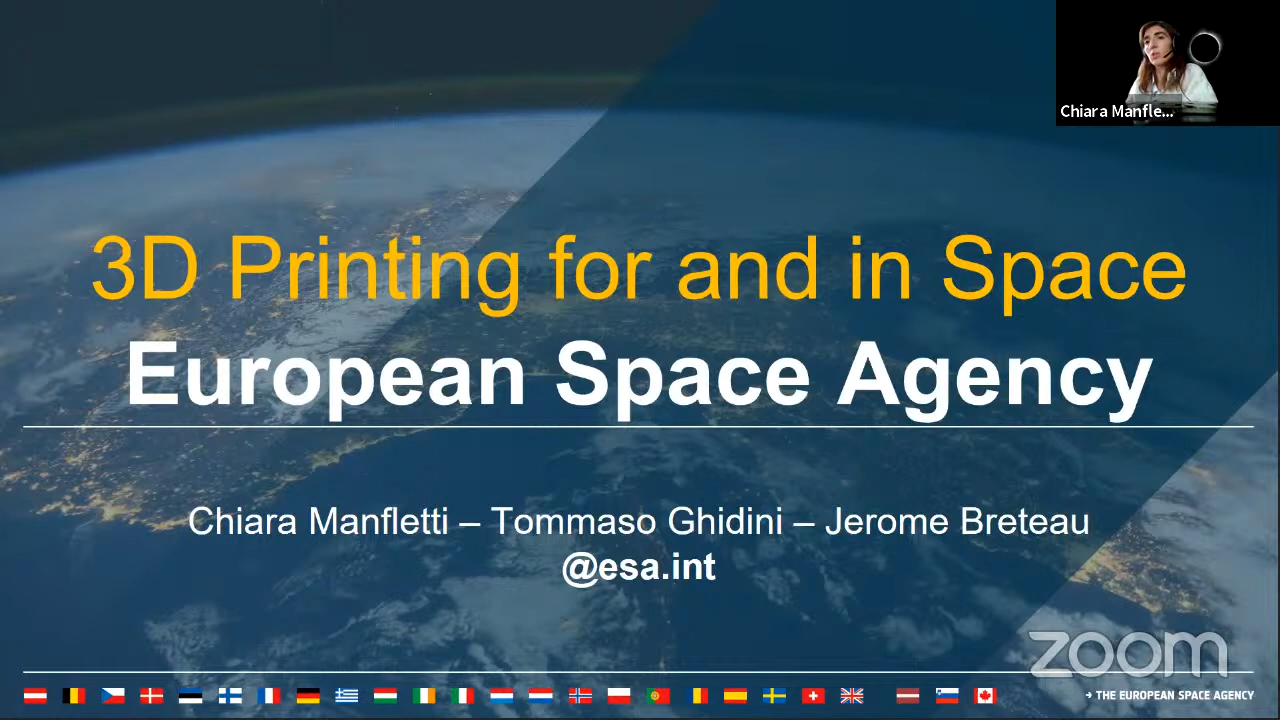 Chiara Manfle...
3D Printing for and in Space
European Space Agency
Chiara Manfletti – Tommaso Ghidini – Jerome Breteau
@esa.int
zoom
→ THE EUROPEAN SPACE AGENCY